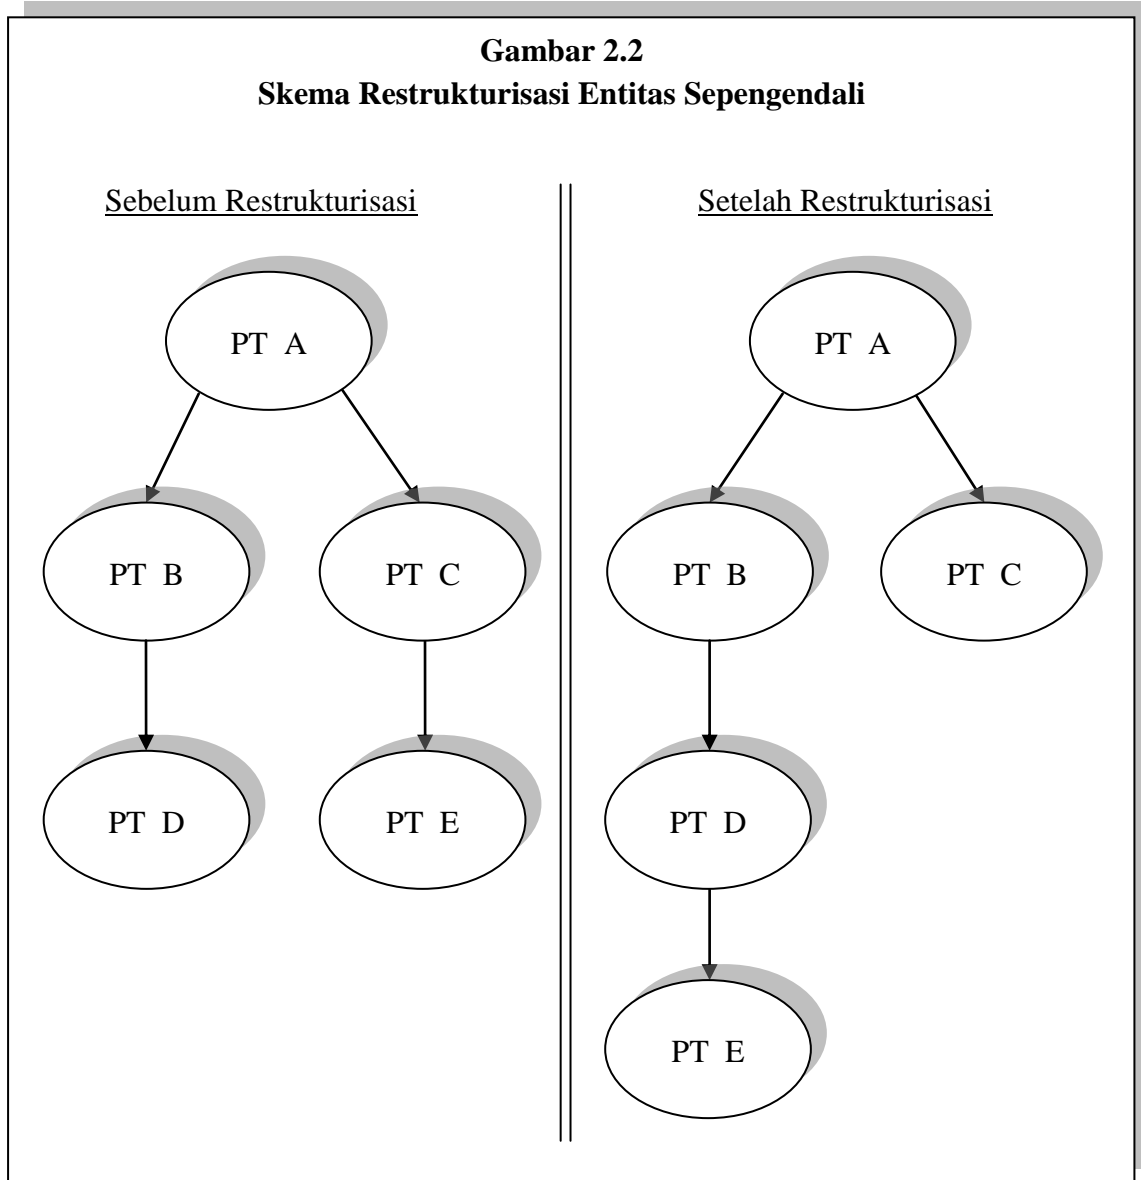 Gambar 2.2
Skema Restrukturisasi Entitas Sepengendali
Sebelum Restrukturisasi
PT A
PT B
PT C
PT D
PT E
Setelah Restrukturisasi
PT A
PT B
PT C
PT D
PT E